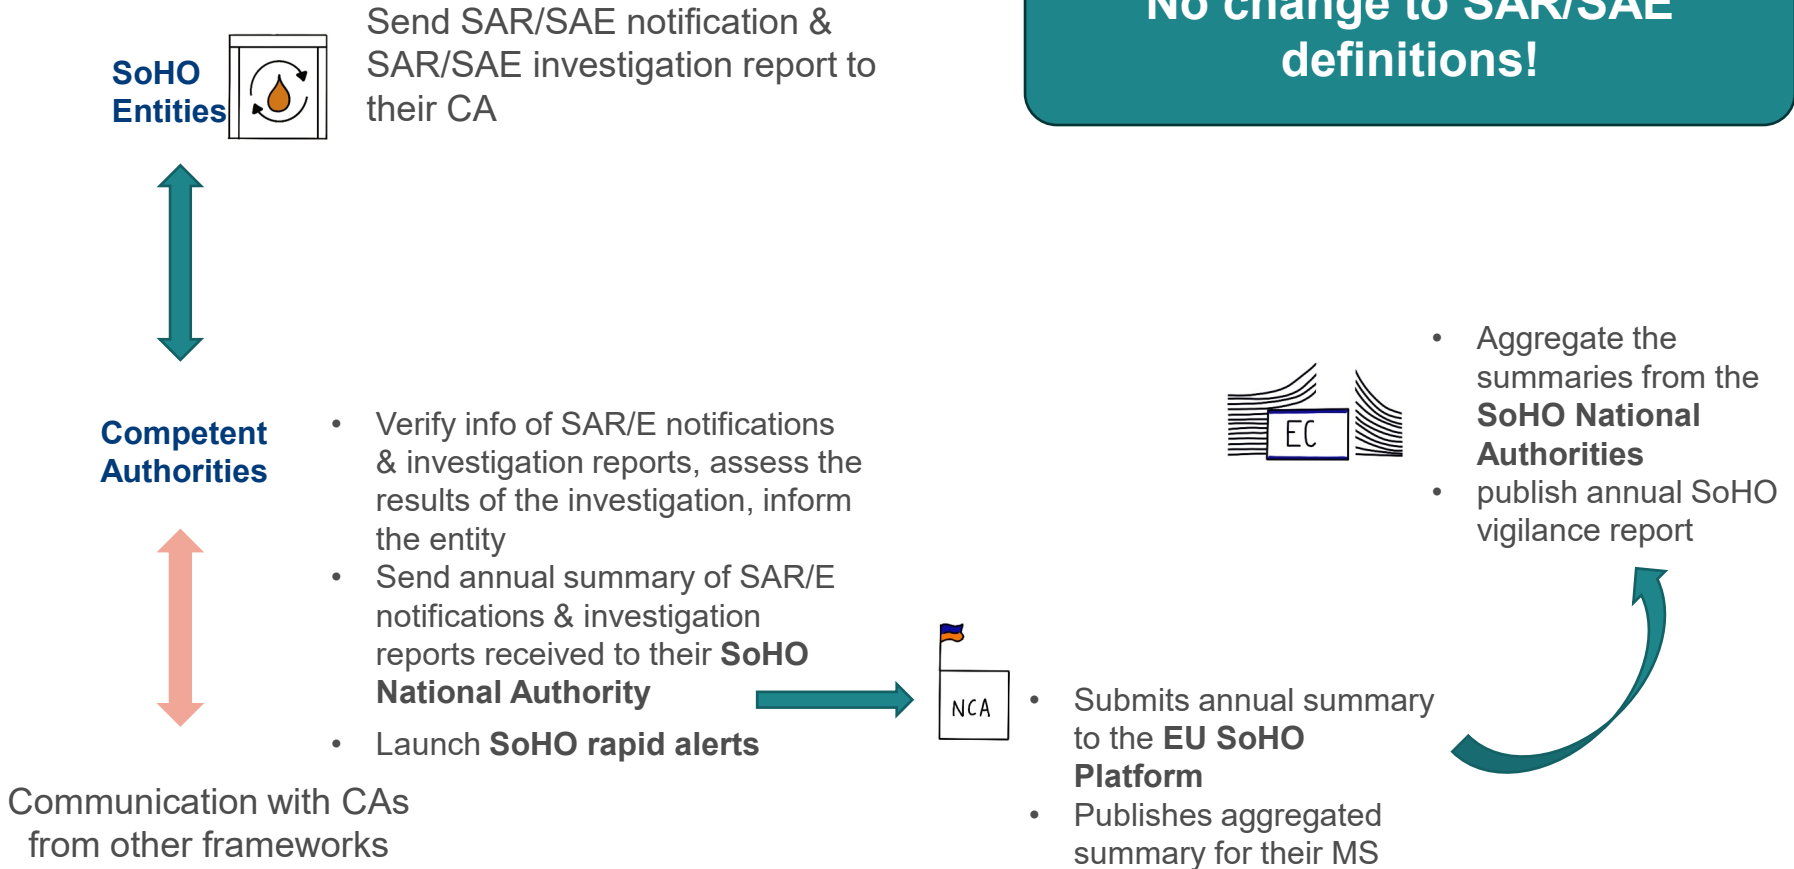 Send SAR/SAE notification &
SAR/SAE investigation report to
their CA
SoHO
Entities
No change to SAR/SAE
definitions!
Competent
Authorities
• Verify info of SAR/E notifications
& investigation reports, assess the
results of the investigation, inform
the entity
• Send annual summary of SAR/E
notifications & investigation
reports received to their SoHO
National Authority
• Launch SoHO rapid alerts
Communication with CAs
from other frameworks
NCA
• Submits annual summary
to the EU SoHO
Platform
• Publishes aggregated
summary for their MS
EC
• Aggregate the
summaries from the
SoHO National
Authorities
• publish annual SoHO
vigilance report